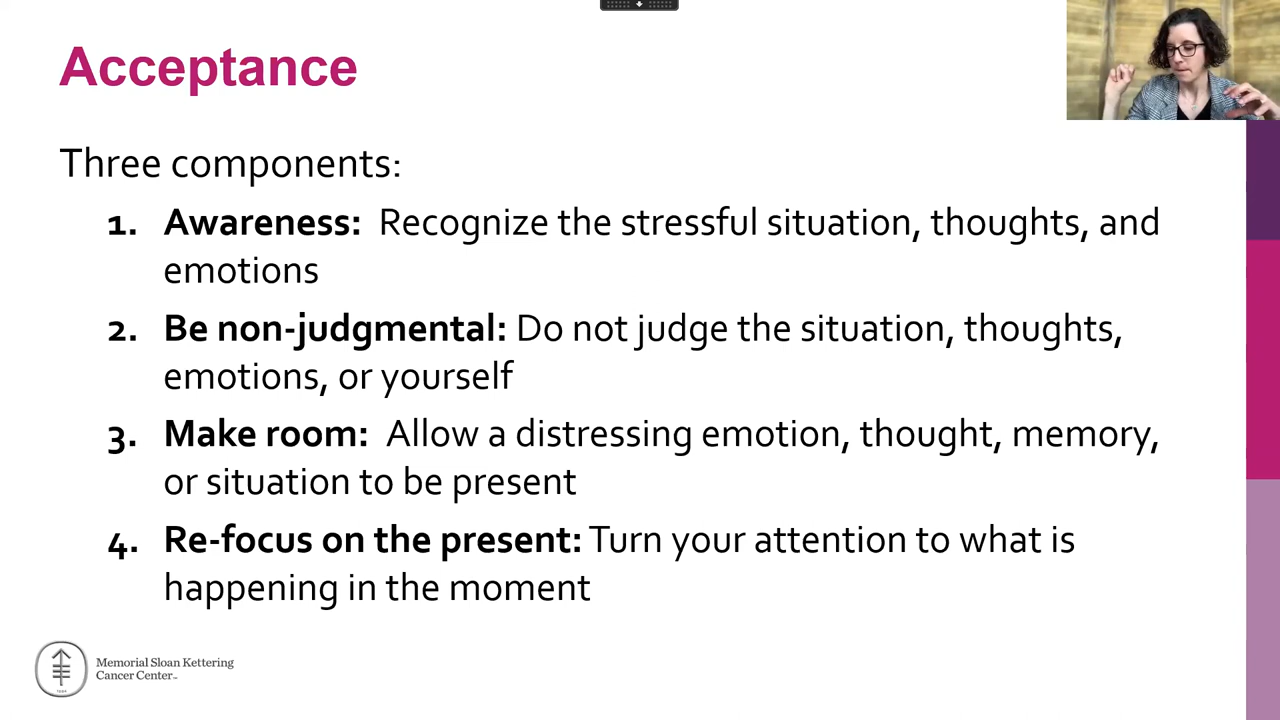 Acceptance
Three components:
1. Awareness: Recognize the stressful situation, thoughts, and
emotions
2. Be non-judgmental: Do not judge the situation, thoughts,
emotions, or yourself
3. Make room: Allow a distressing emotion, thought, memory,
or situation to be present
4. Re-focus on the present: Turn your attention to what is
happening in the moment
Memorial Sloan Kettering
Cancer Center